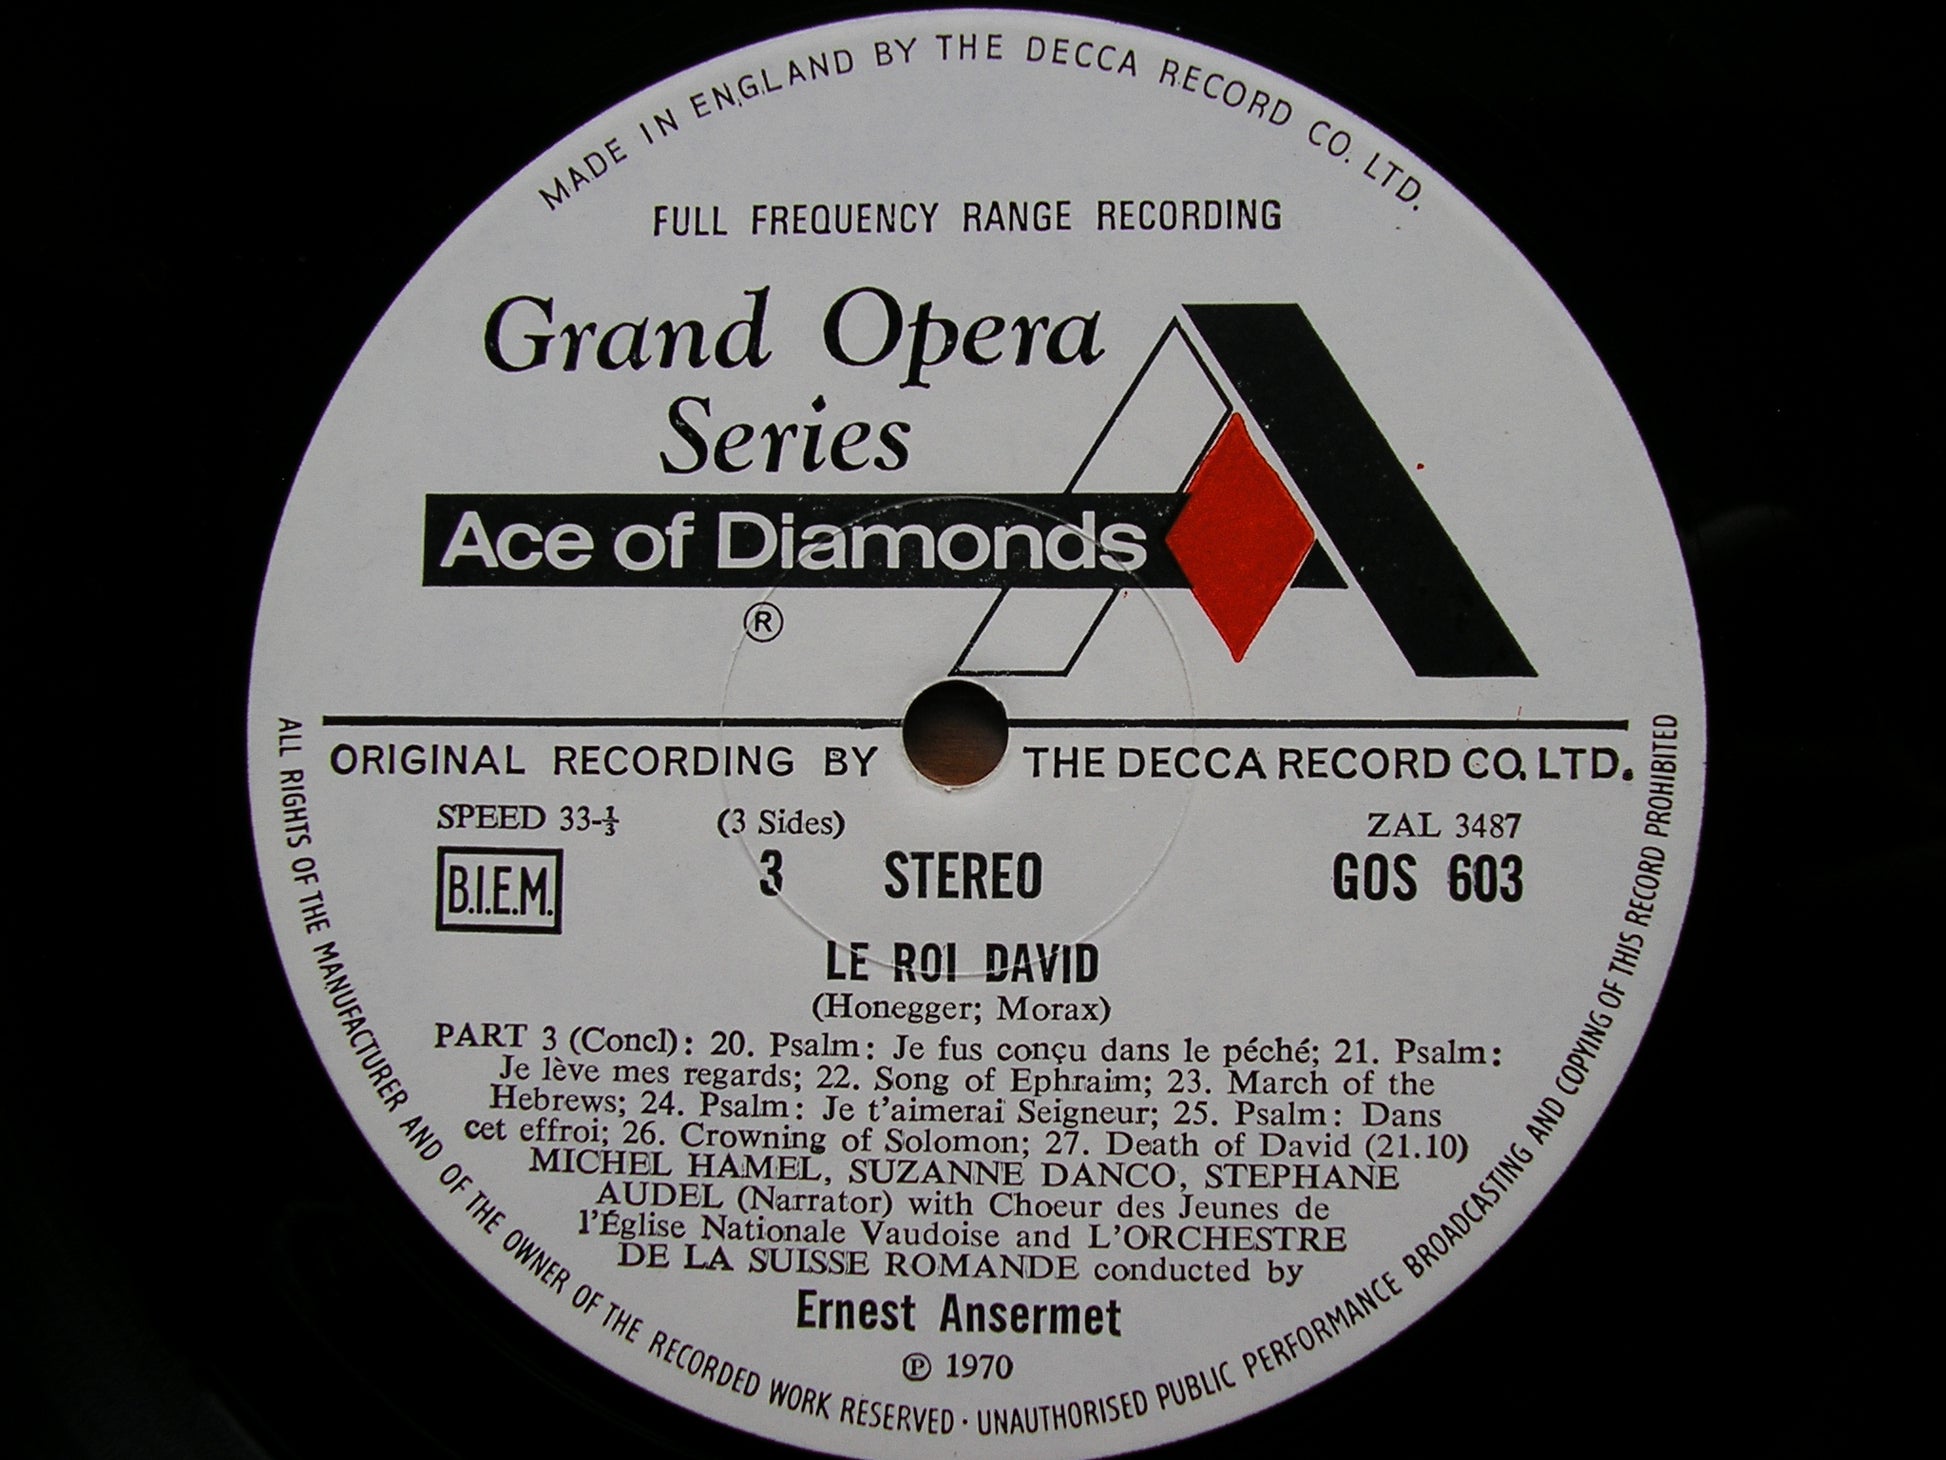 MADE IN ENGLAND BY THE DECCA RECORD CO. LTD.
FULL FREQUENCY RANGE RECORDING
Grand Opera
Series
Ace of Diamonds
®
ORIGINAL RECORDING BY THE DECCA RECORD CO. LTD.
SPEED 33-⅓ (3 Sides) ZAL 3487
B.I.E.M. 3 STEREO GOS 603
LE ROI DAVID
(Honegger; Morax)
PART 3 (Concl): 20. Psalm: Je fus conçu dans le péché; 21. Psalm:
Je lève mes regards; 22. Song of Ephraim; 23. March of the
Hebrews; 24. Psalm: Je t'aimerai Seigneur; 25. Psalm: Dans
cet effroi; 26. Crowning of Solomon; 27. Death of David (21.10)
MICHEL HAMEL, SUZANNE DANCO, STEPHANE
AUDEL (Narrator) with Choeur des Jeunes de
l'Église Nationale Vaudoise and L'ORCHESTRE
DE LA SUISSE ROMANDE conducted by
Ernest Ansermet
℗ 1970
ALL RIGHTS OF THE MANUFACTURER AND OF THE OWNER OF THE RECORDED WORK RESERVED · UNAUTHORISED PUBLIC PERFORMANCE BROADCASTING AND COPYING OF THIS RECORD PROHIBITED